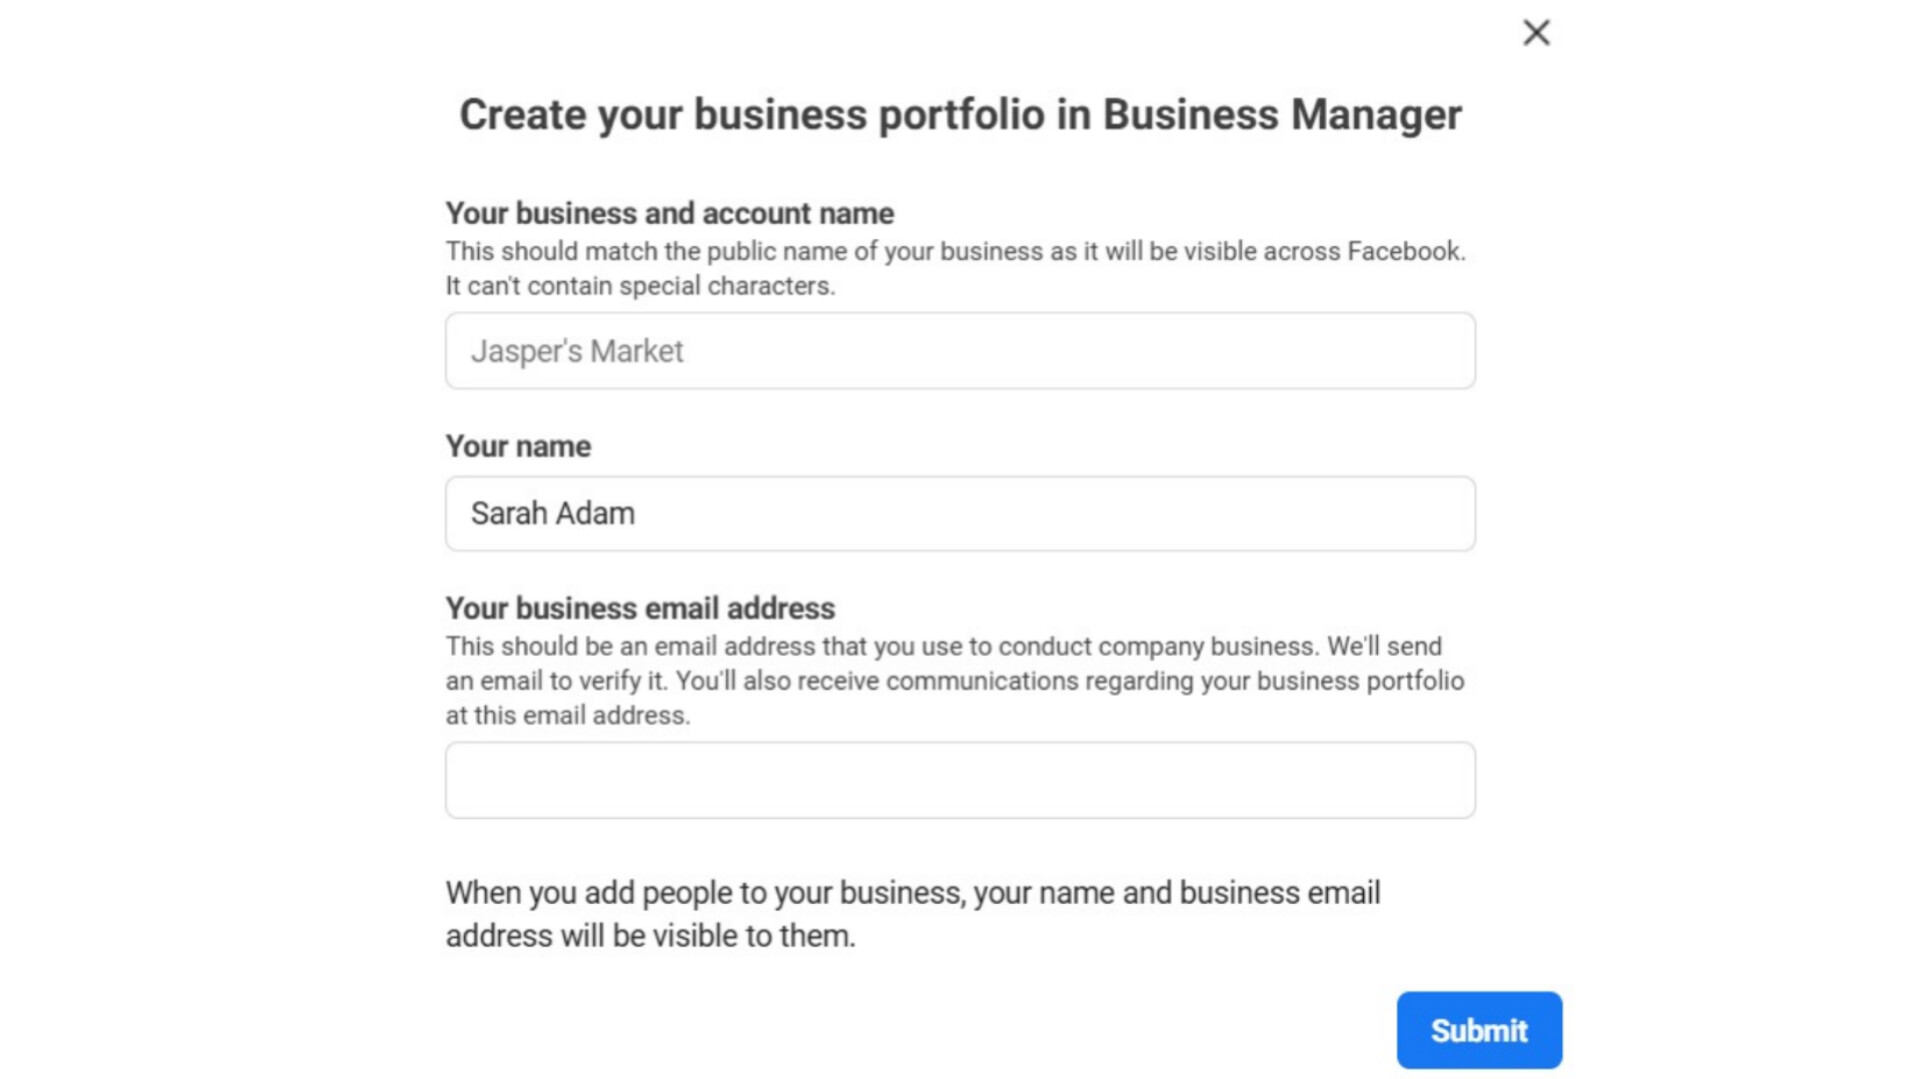 Create your business portfolio in Business Manager
Your business and account name
This should match the public name of your business as it will be visible across Facebook.
It can't contain special characters.
Jasper's Market
Your name
Sarah Adam
Your business email address
This should be an email address that you use to conduct company business. We'll send
an email to verify it. You'll also receive communications regarding your business portfolio
at this email address.
When you add people to your business, your name and business email
address will be visible to them.
Submit